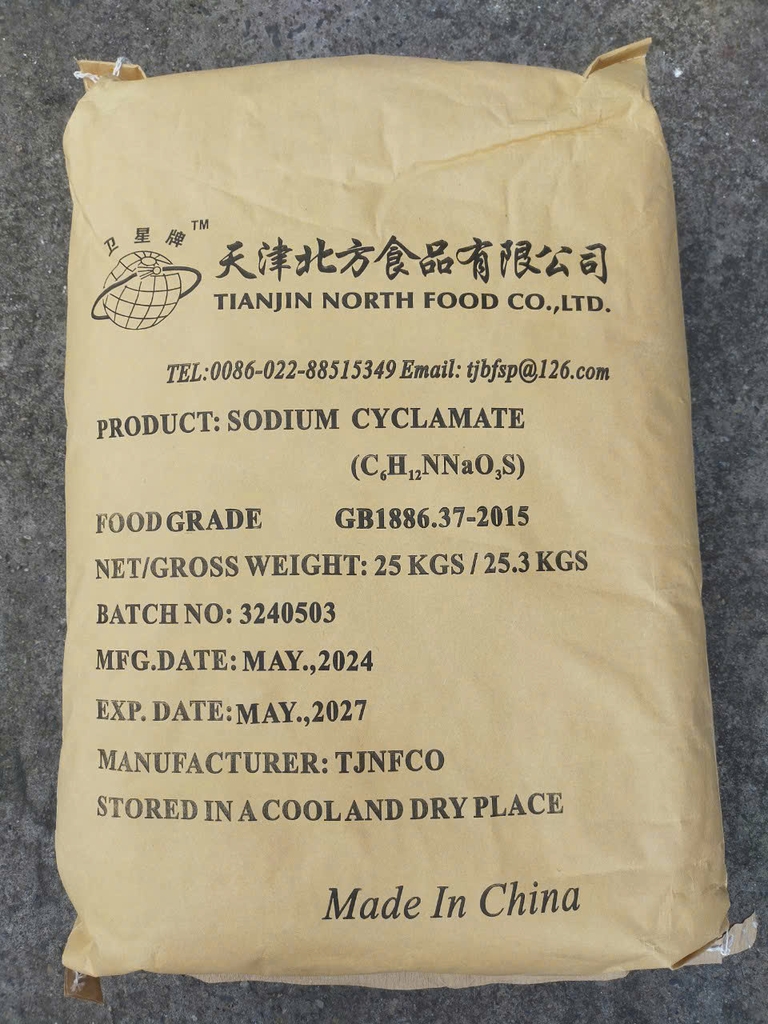 卫星牌 TM
天津北方食品有限公司
TIANJIN NORTH FOOD CO.,LTD.
TEL:0086-022-88515349 Email: tjbfsp@126.com
PRODUCT: SODIUM CYCLAMATE
(C₆H₁₂NNaO₃S)
FOOD GRADE GB1886.37-2015
NET/GROSS WEIGHT: 25 KGS / 25.3 KGS
BATCH NO: 3240503
MFG.DATE: MAY.,2024
EXP. DATE:MAY.,2027
MANUFACTURER: TJNFCO
STORED IN A COOL AND DRY PLACE
Made In China